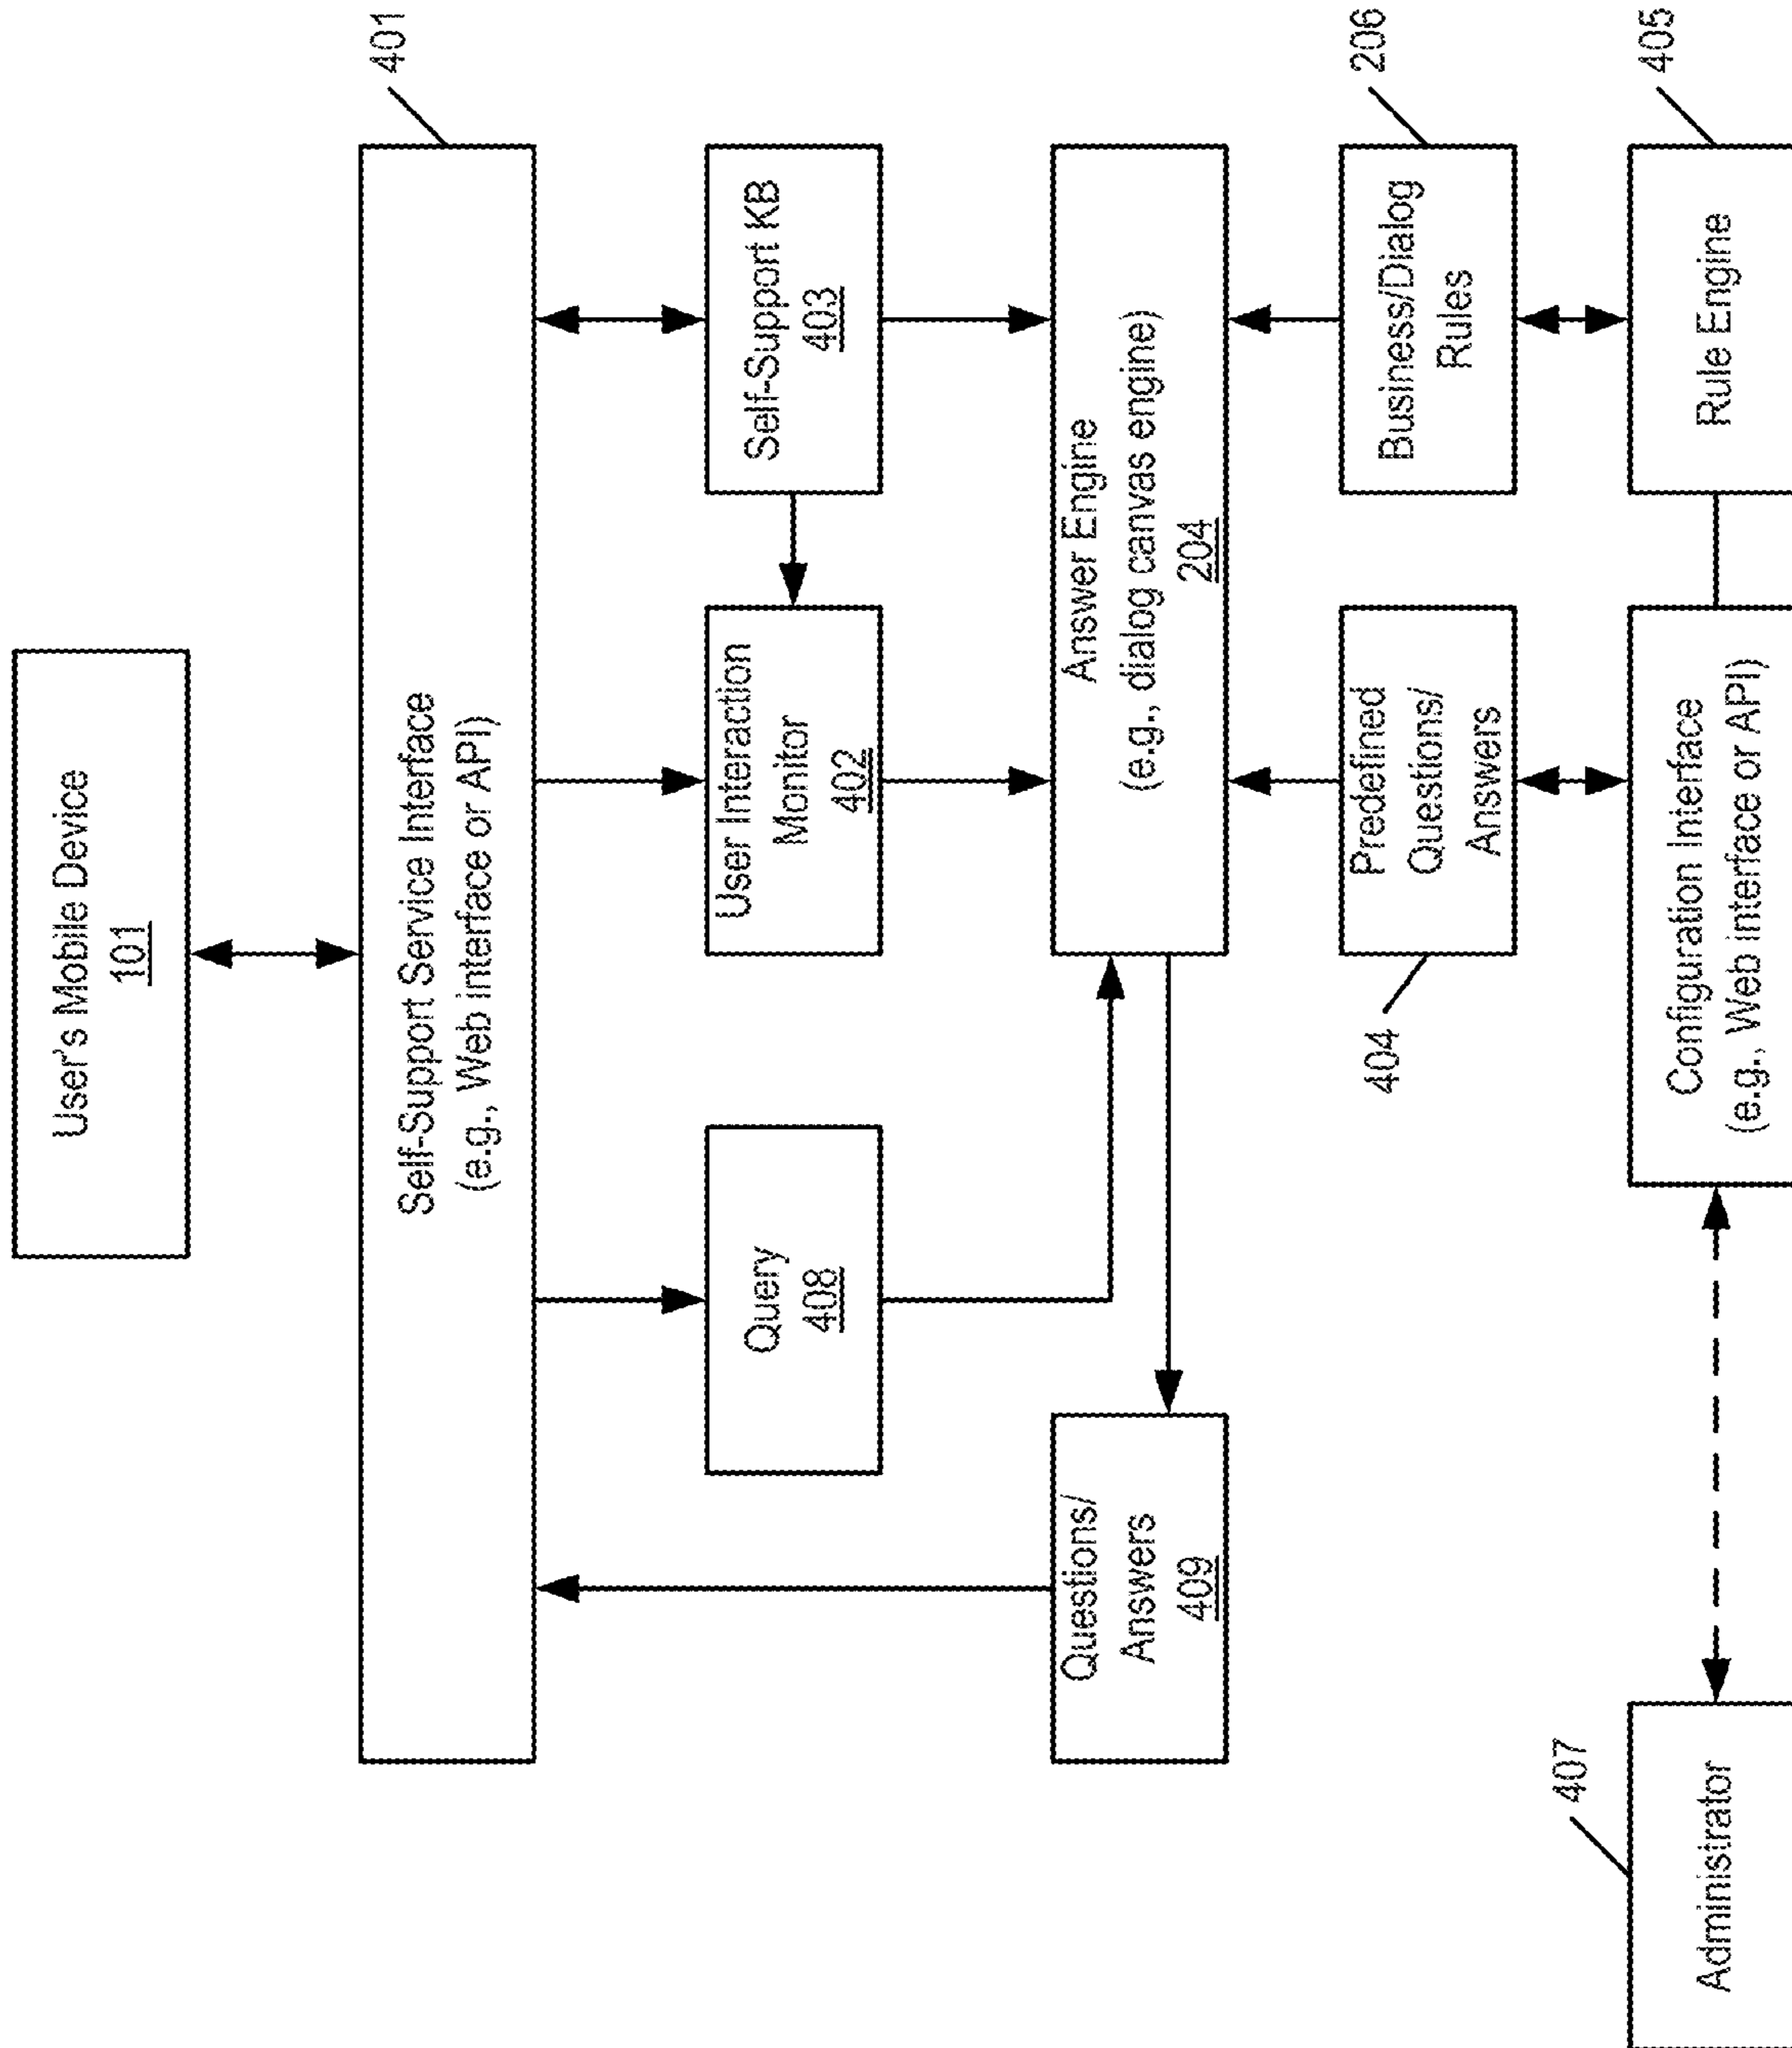 User's Mobile Device
101
401
Self-Support Service Interface
(e.g., Web interface or API)
Query
408
User Interaction
Monitor
402
Self-Support KB
403
Questions/
Answers
409
Answer Engine
(e.g., dialog canvas engine)
204
404
Predefined
Questions/
Answers
206
Business/Dialog
Rules
407
Administrator
Configuration Interface
(e.g., Web interface or API)
405
Rule Engine